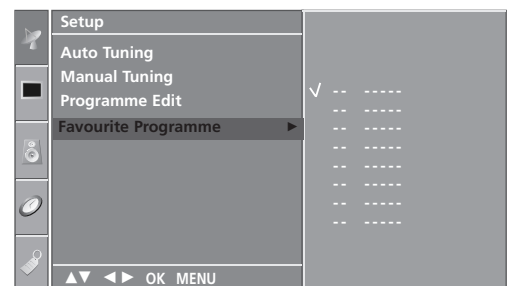 Setup
Auto Tuning
Manual Tuning
Programme Edit
Favourite Programme ►
√ -- -----
-- -----
-- -----
-- -----
-- -----
-- -----
-- -----
-- -----
▲▼ ◄► OK MENU